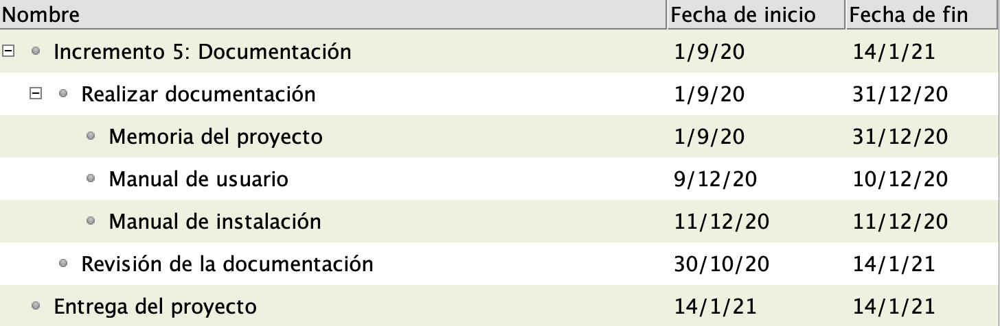 Nombre Fecha de inicio Fecha de fin
Incremento 5: Documentación 1/9/20 14/1/21
Realizar documentación 1/9/20 31/12/20
Memoria del proyecto 1/9/20 31/12/20
Manual de usuario 9/12/20 10/12/20
Manual de instalación 11/12/20 11/12/20
Revisión de la documentación 30/10/20 14/1/21
Entrega del proyecto 14/1/21 14/1/21